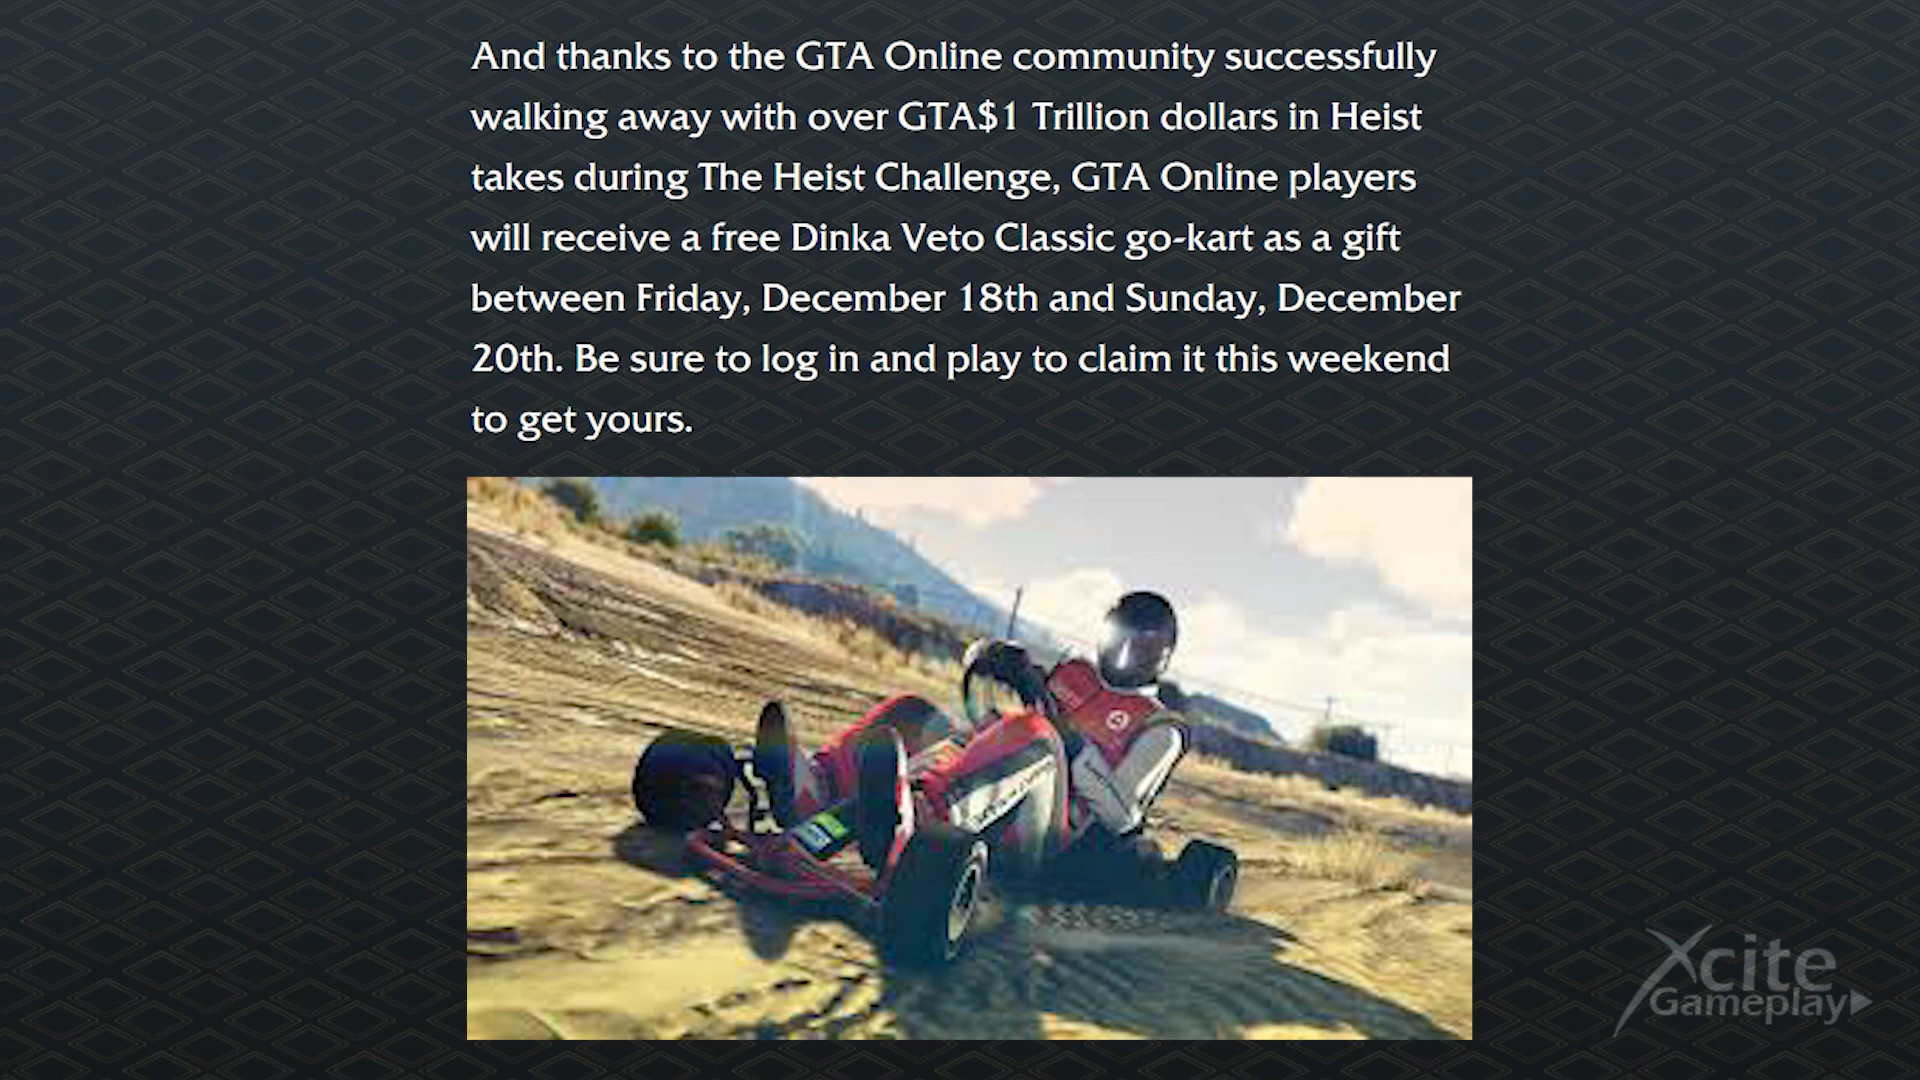 And thanks to the GTA Online community successfully
walking away with over GTA$1 Trillion dollars in Heist
takes during The Heist Challenge, GTA Online players
will receive a free Dinka Veto Classic go-kart as a gift
between Friday, December 18th and Sunday, December
20th. Be sure to log in and play to claim it this weekend
to get yours.
Xcite
Gameplay